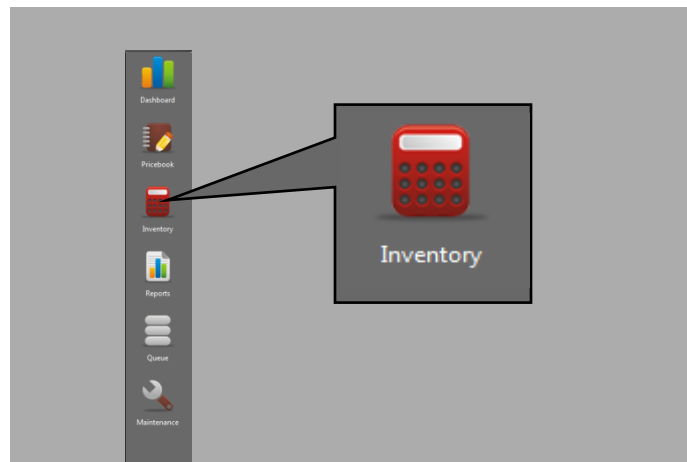 Dashboard
Pricebook
Inventory
Reports
Queue
Maintenance
Inventory